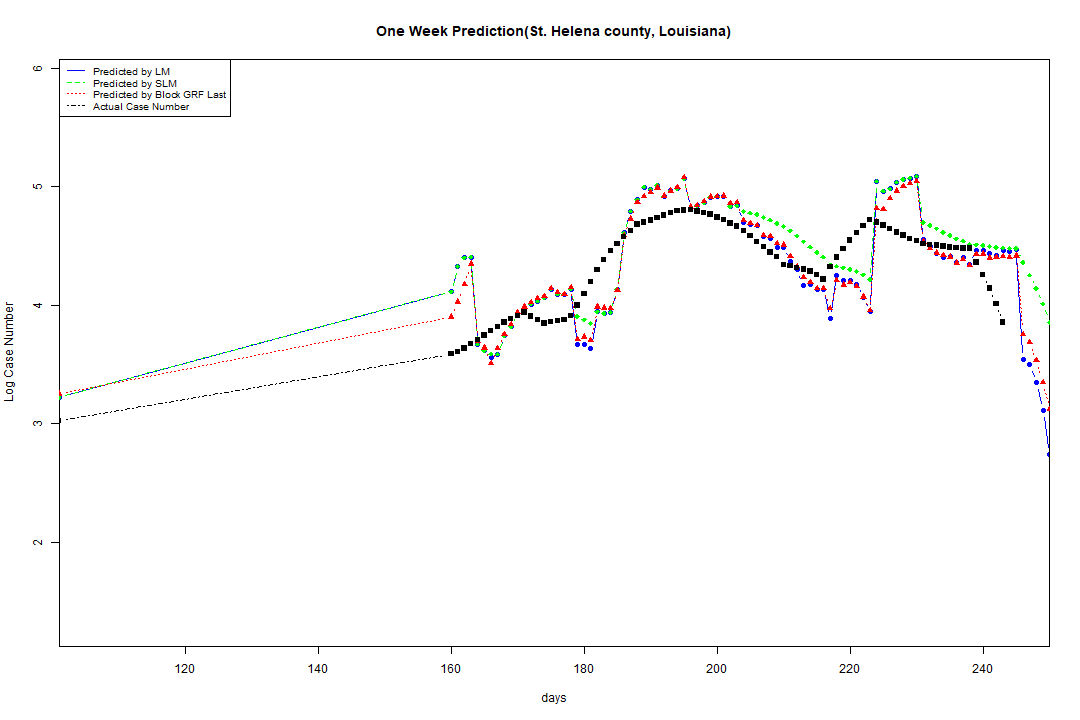 One Week Prediction(St. Helena county, Louisiana)
Predicted by LM
Predicted by SLM
Predicted by Block GRF Last
Actual Case Number
6
5
4
3
2
Log Case Number
120 140 160 180 200 220 240
days